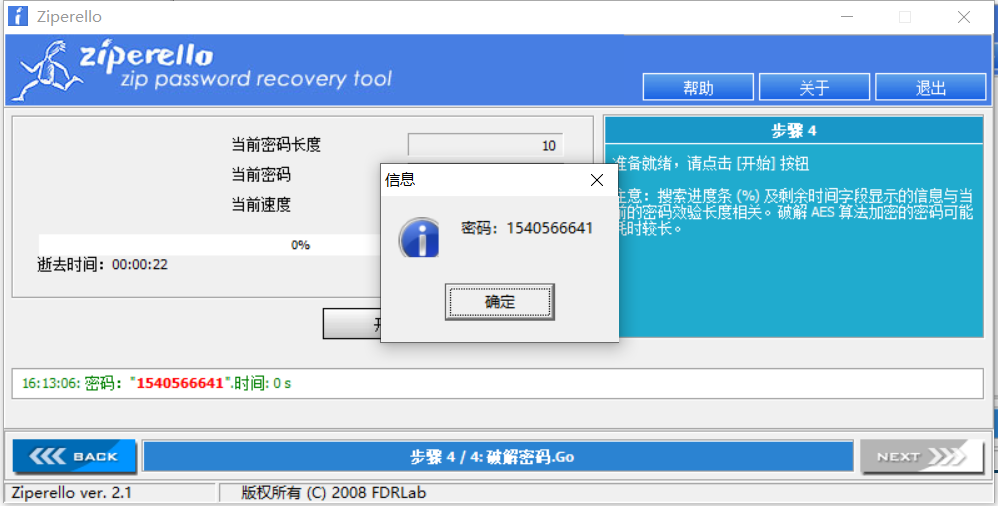 Ziperello
ziperello
zip password recovery tool
帮助
关于
退出
当前密码长度
10
当前密码
当前速度
0%
逝去时间：00:00:22
步骤 4
准备就绪，请点击 [开始] 按钮
注意：搜索进度条 (%) 及剩余时间字段显示的信息与当
前的密码效验长度相关。破解 AES 算法加密的密码可能
耗时较长。
信息
密码：1540566641
确定
16:13:06: 密码："1540566641".时间: 0 s
BACK
步骤 4 / 4: 破解密码.Go
NEXT
Ziperello ver. 2.1
版权所有 (C) 2008 FDRLab